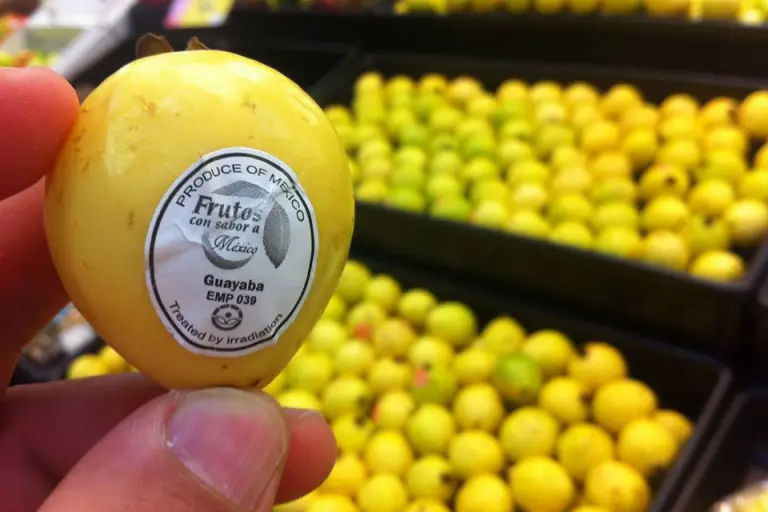 PRODUCE OF MEXICO
Frutos
con sabor a
México
Guayaba
EMP 039
Treated by irradiation